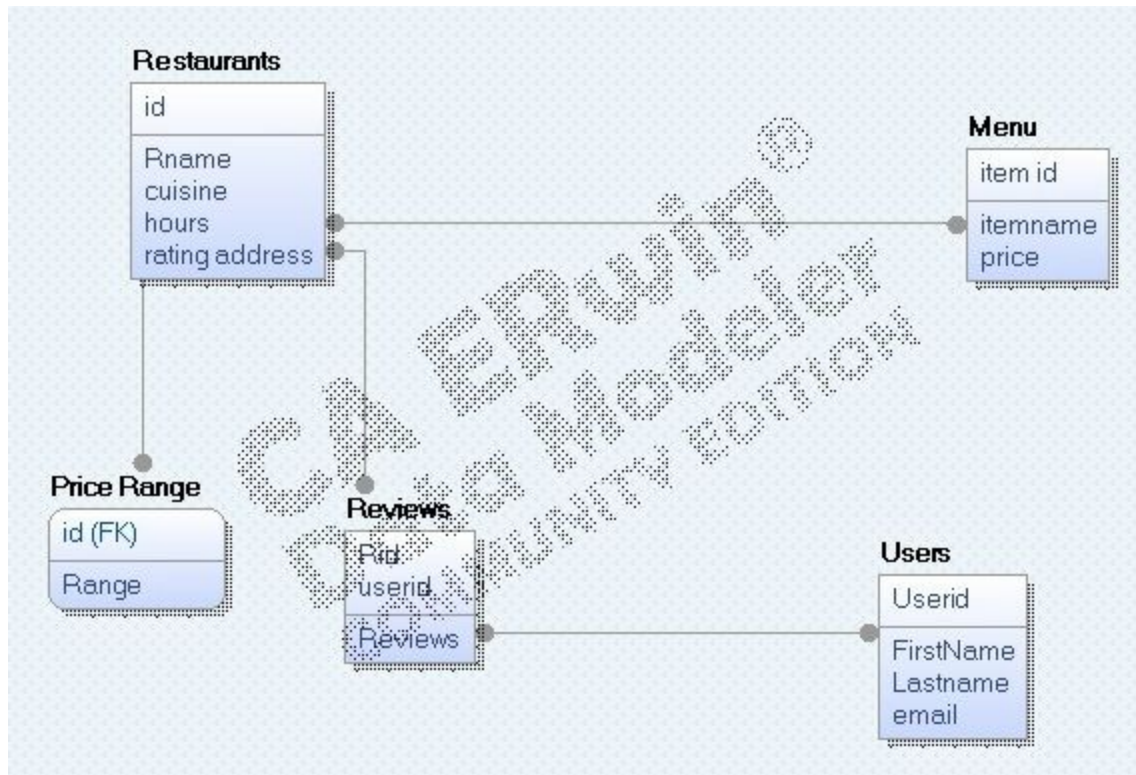 Restaurants
id
Rname
cuisine
hours
rating address
Menu
item id
itemname
price
CA ERwin®
Data Modeler
COMMUNITY EDITION
Price Range
id (FK)
Range
Reviews
Rid
userid
Reviews
Users
Userid
FirstName
Lastname
email